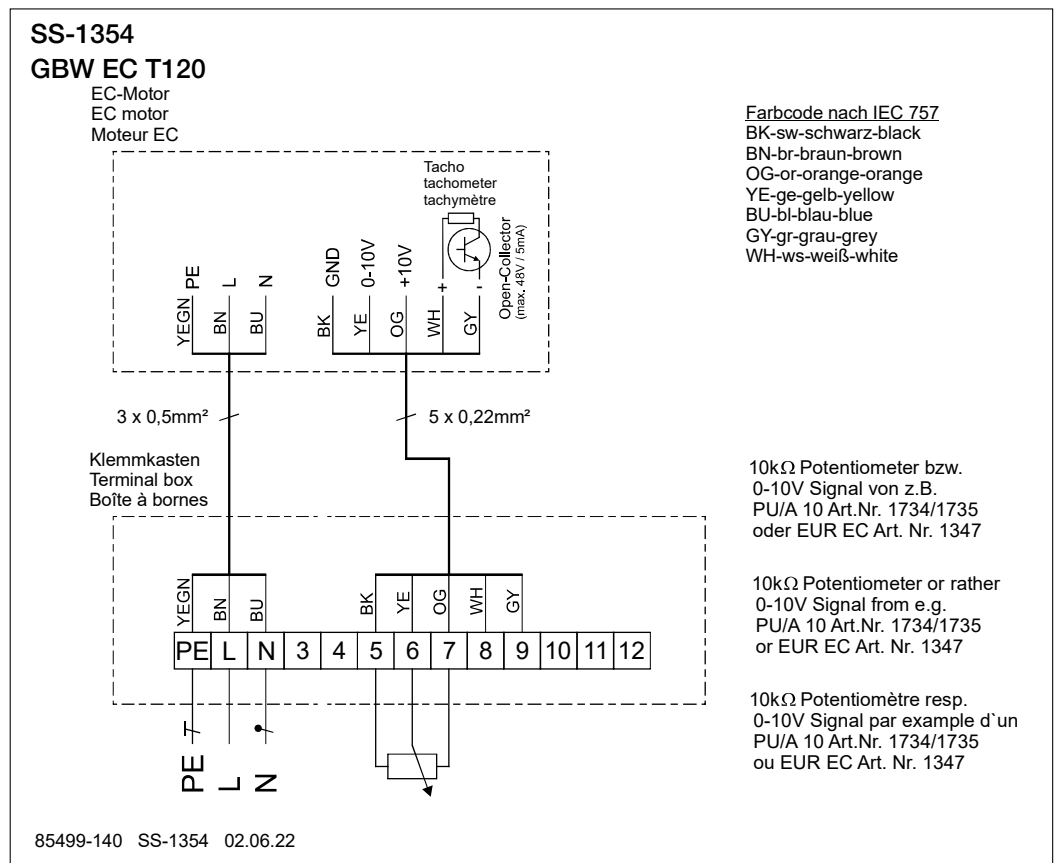 SS-1354
GBW EC T120
EC-Motor
EC motor
Moteur EC
Farbcode nach IEC 757
BK-sw-schwarz-black
BN-br-braun-brown
OG-or-orange-orange
YE-ge-gelb-yellow
BU-bl-blau-blue
GY-gr-grau-grey
WH-ws-weiß-white
Tacho
tachometer
tachymètre
Open-Collector
(max. 48V / 5mA)
PE L N GND 0-10V +10V + -
YEGN BN BU BK YE OG WH GY
3 x 0,5mm²
5 x 0,22mm²
Klemmkasten
Terminal box
Boîte à bornes
YEGN BN BU BK YE OG WH GY
PE L N 3 4 5 6 7 8 9 10 11 12
PE L N
10kΩ Potentiometer bzw.
0-10V Signal von z.B.
PU/A 10 Art.Nr. 1734/1735
oder EUR EC Art. Nr. 1347
10kΩ Potentiometer or rather
0-10V Signal from e.g.
PU/A 10 Art.Nr. 1734/1735
or EUR EC Art. Nr. 1347
10kΩ Potentiomètre resp.
0-10V Signal par example d`un
PU/A 10 Art.Nr. 1734/1735
ou EUR EC Art. Nr. 1347
85499-140 SS-1354 02.06.22